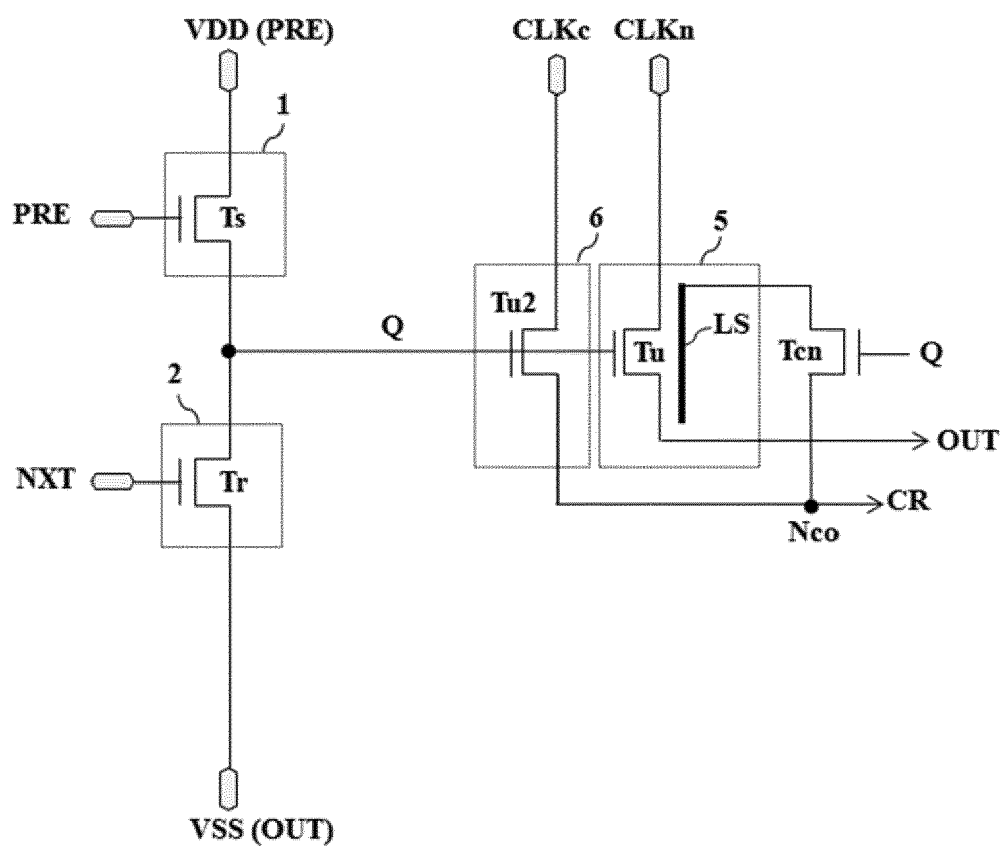 VDD (PRE)
CLKc
CLKn
1
PRE
Ts
6
5
Tu2
Q
LS
Tu
Tcn
Q
2
OUT
NXT
Tr
CR
Nco
VSS (OUT)